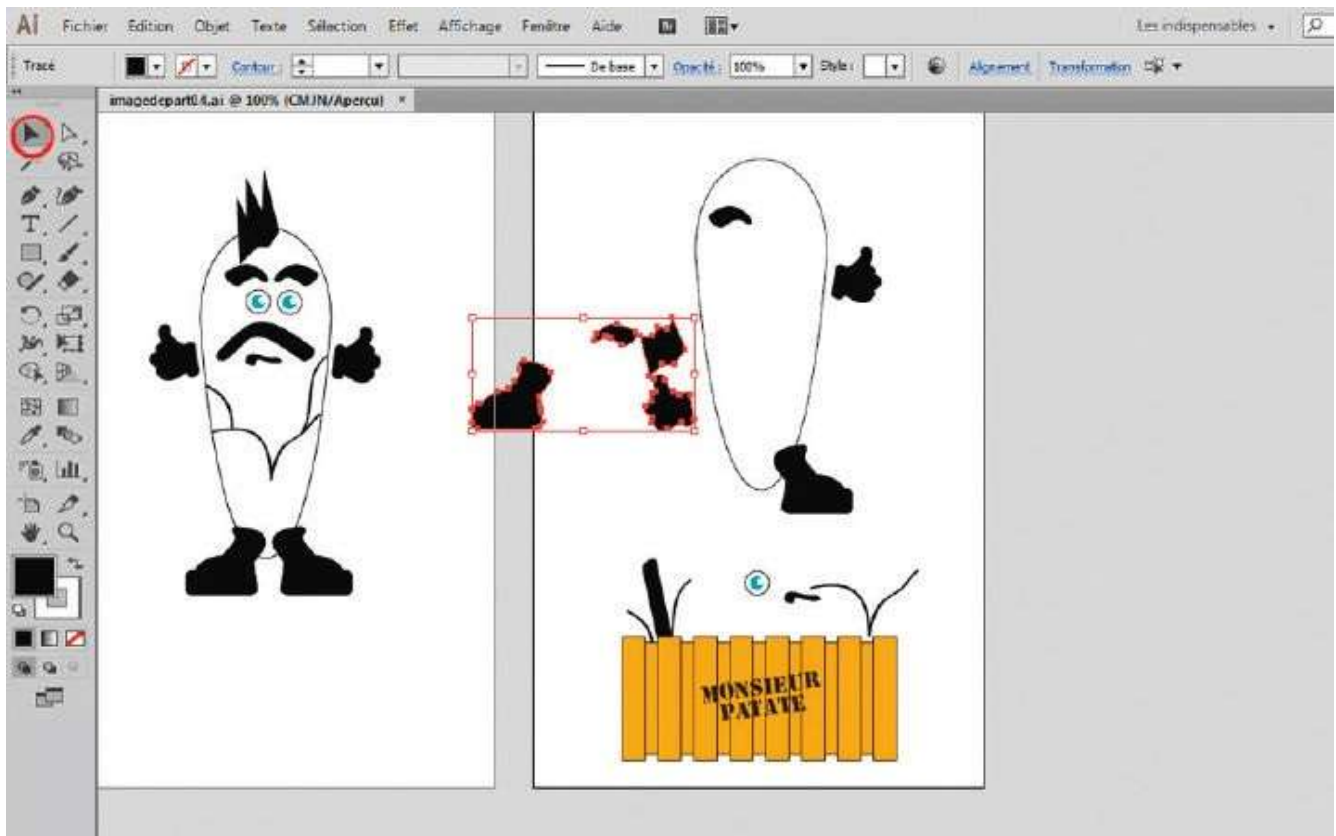 Ai Fichier Edition Objet Texte Sélection Effet Affichage Fenêtre Aide Br Les indispensables
Tracé Contour : De base Opacité : 100% Style : Alignement Transformation
imagedepart04.ai @ 100% (CMJN/Aperçu) ×
MONSIEUR
PATATE